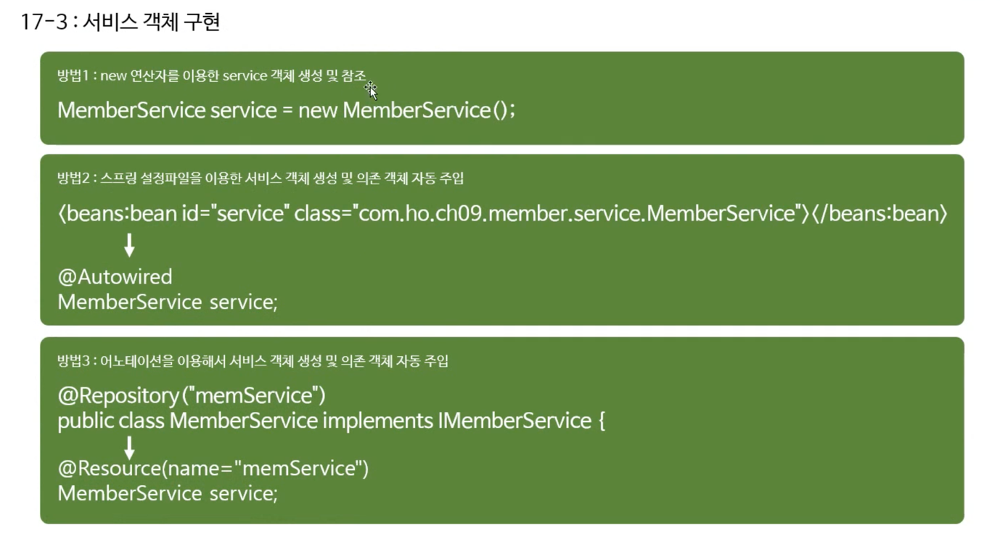 17-3 : 서비스 객체 구현
방법1 : new 연산자를 이용한 service 객체 생성 및 참조
MemberService service = new MemberService();
방법2 : 스프링 설정파일을 이용한 서비스 객체 생성 및 의존 객체 자동 주입
<beans:bean id="service" class="com.ho.ch09.member.service.MemberService"></beans:bean>
@Autowired
MemberService service;
방법3 : 어노테이션을 이용해서 서비스 객체 생성 및 의존 객체 자동 주입
@Repository("memService")
public class MemberService implements IMemberService {
@Resource(name="memService")
MemberService service;